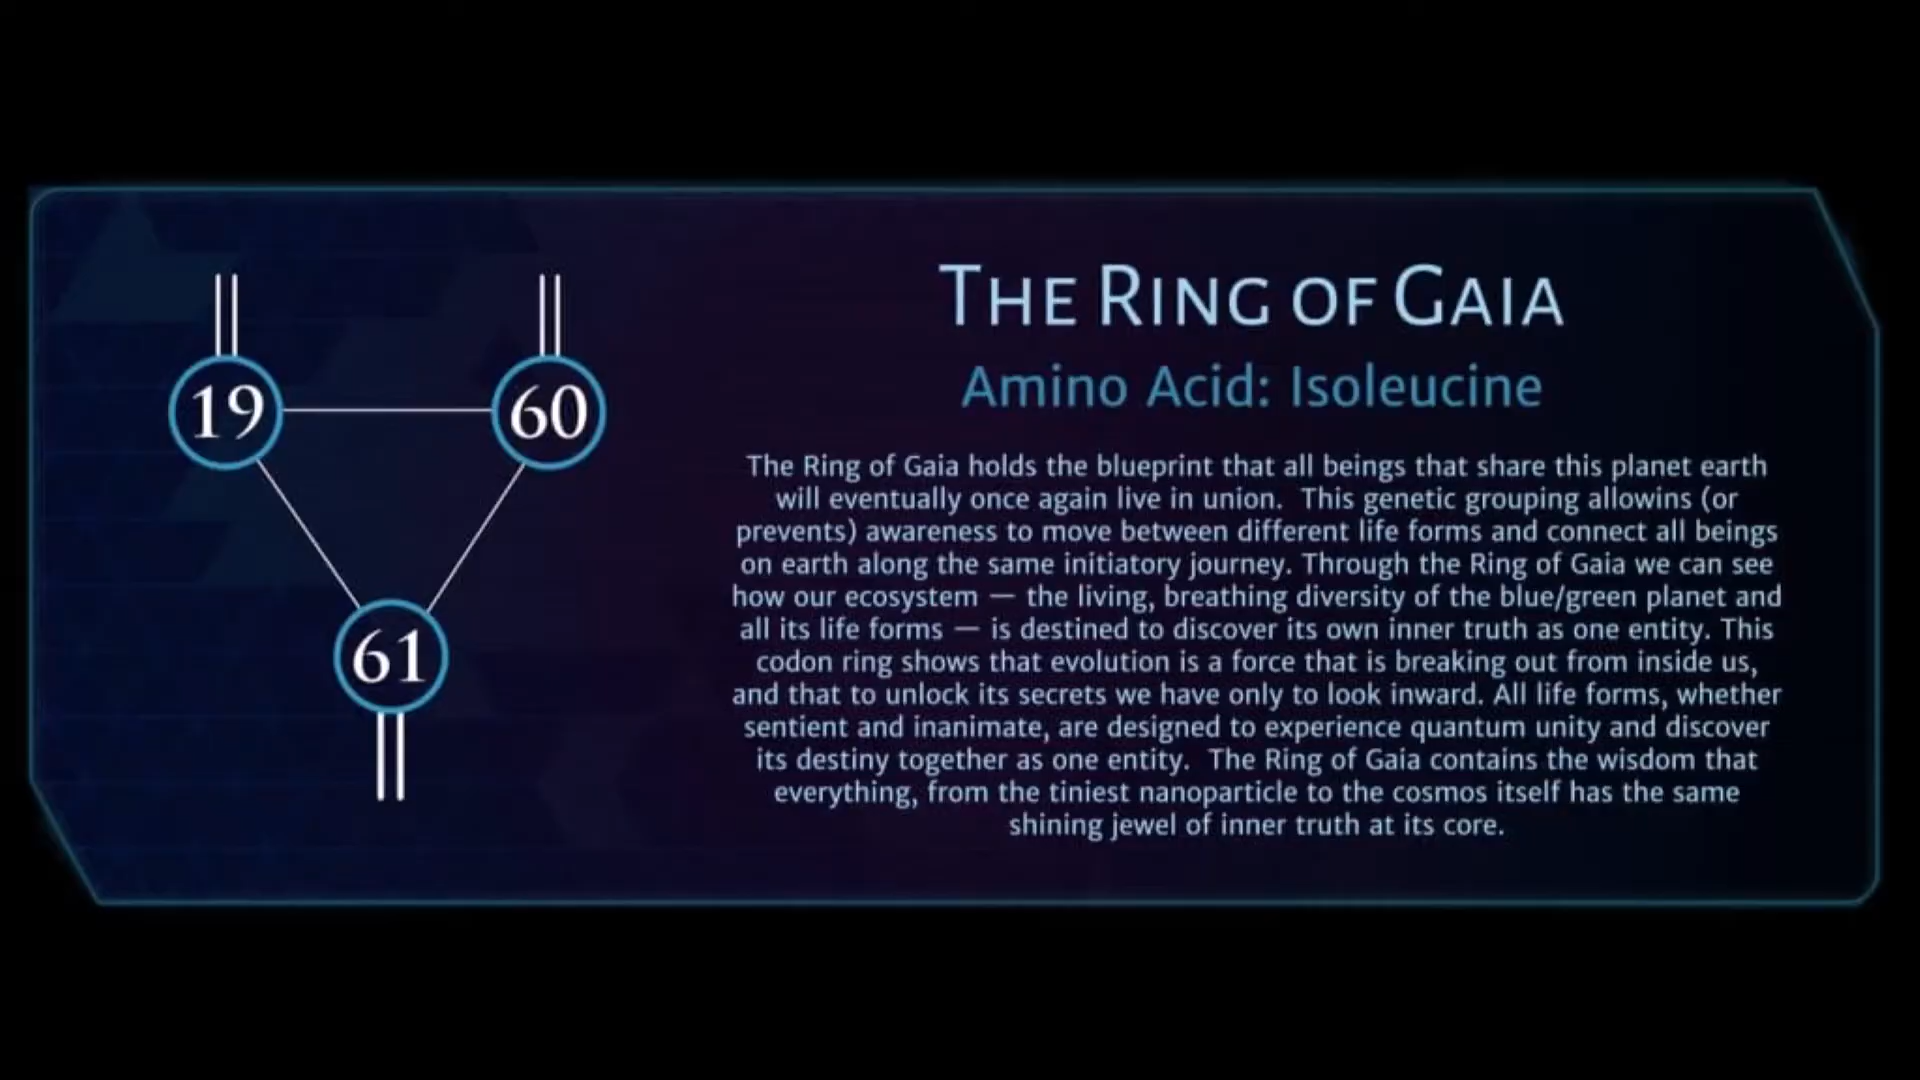 19
60
61
THE RING OF GAIA
Amino Acid: Isoleucine
The Ring of Gaia holds the blueprint that all beings that share this planet earth
will eventually once again live in union.  This genetic grouping allowins (or
prevents) awareness to move between different life forms and connect all beings
on earth along the same initiatory journey. Through the Ring of Gaia we can see
how our ecosystem — the living, breathing diversity of the blue/green planet and
all its life forms — is destined to discover its own inner truth as one entity. This
codon ring shows that evolution is a force that is breaking out from inside us,
and that to unlock its secrets we have only to look inward. All life forms, whether
sentient and inanimate, are designed to experience quantum unity and discover
its destiny together as one entity.  The Ring of Gaia contains the wisdom that
everything, from the tiniest nanoparticle to the cosmos itself has the same
shining jewel of inner truth at its core.